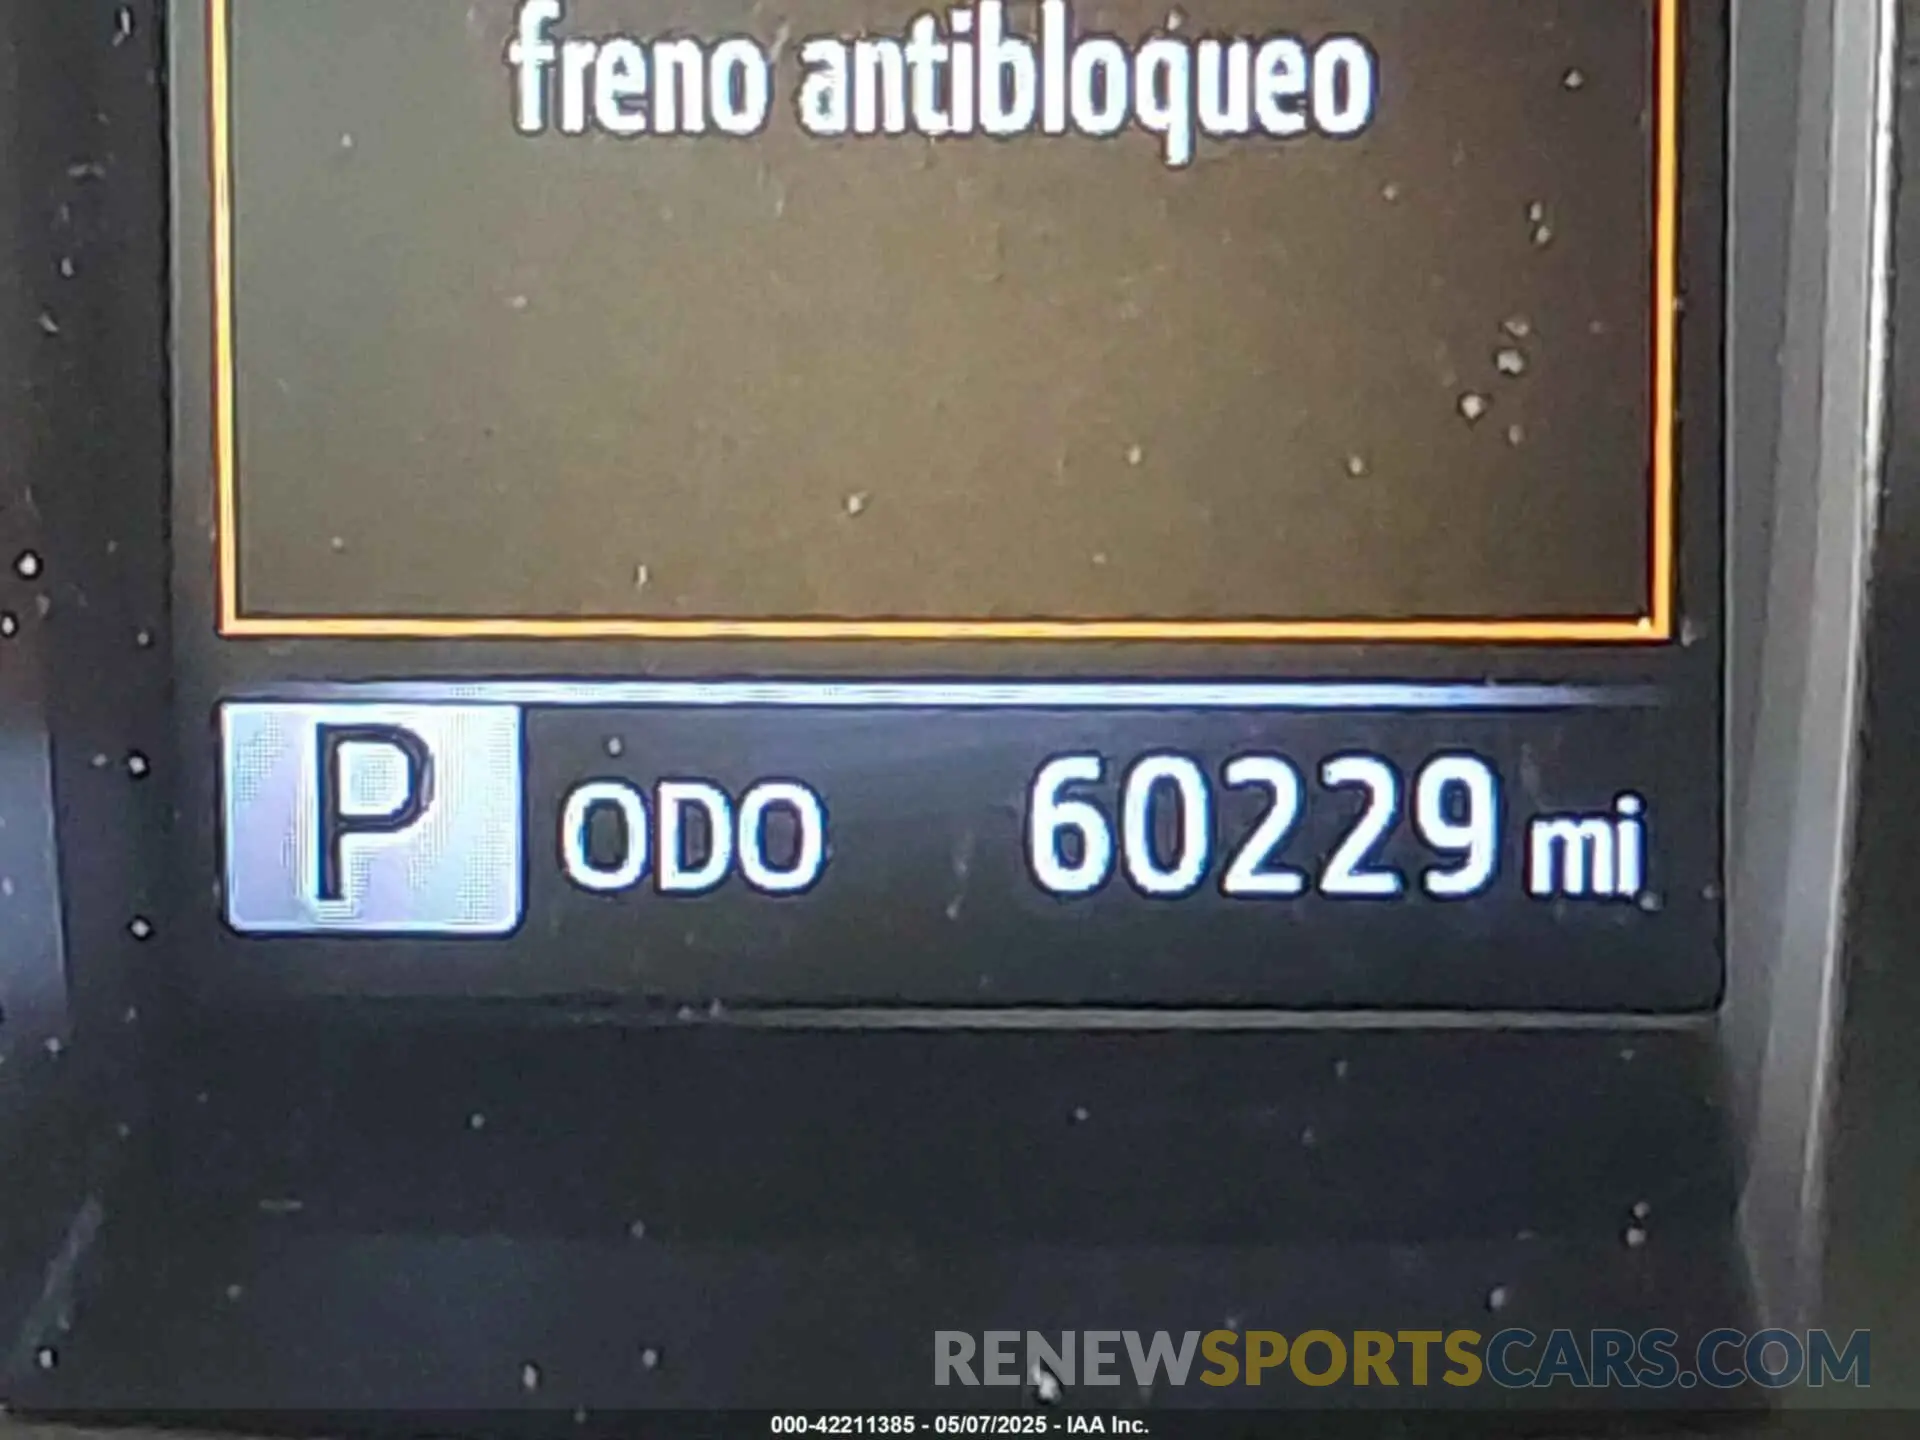 freno antibloqueo
P ODO 60229 mi
RENEWSPORTSCARS.COM
000-42211385 - 05/07/2025 - IAA Inc.